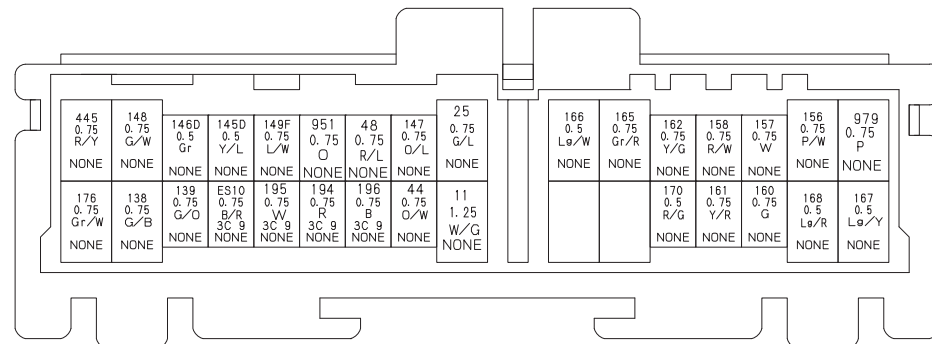 445
0.75
R/Y
NONE
148
0.75
G/W
NONE
146D
0.5
Gr
NONE
145D
0.5
Y/L
NONE
149F
0.75
L/W
NONE
951
0.75
O
NONE
48
0.75
R/L
NONE
147
0.75
O/L
NONE
25
0.75
G/L
NONE
166
0.5
Lg/W
NONE
165
0.75
Gr/R
NONE
162
0.75
Y/G
NONE
158
0.75
R/W
NONE
157
0.75
W
NONE
156
0.75
P/W
NONE
979
0.75
P
NONE
176
0.75
Gr/W
NONE
138
0.75
G/B
NONE
139
0.75
G/O
NONE
ES10
0.75
B/R
3C 9
NONE
195
0.75
W
3C 9
NONE
194
0.75
R
3C 9
NONE
196
0.75
B
3C 9
NONE
44
0.75
O/W
NONE
11
1.25
W/G
NONE
170
0.5
R/G
NONE
161
0.75
Y/R
NONE
160
0.75
G
NONE
168
0.5
Lg/R
NONE
167
0.5
Lg/Y
NONE